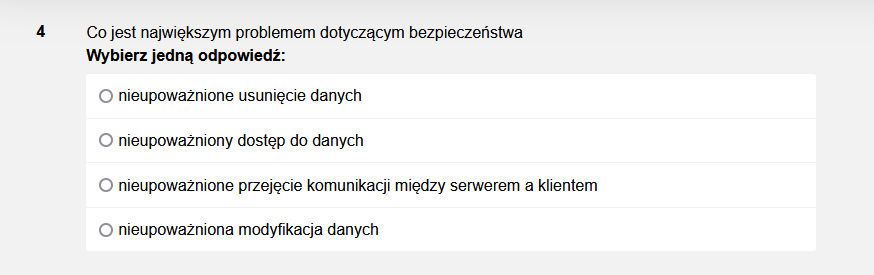 4
Co jest największym problemem dotyczącym bezpieczeństwa
Wybierz jedną odpowiedź:
nieupoważnione usunięcie danych
nieupoważniony dostęp do danych
nieupoważnione przejęcie komunikacji między serwerem a klientem
nieupoważniona modyfikacja danych